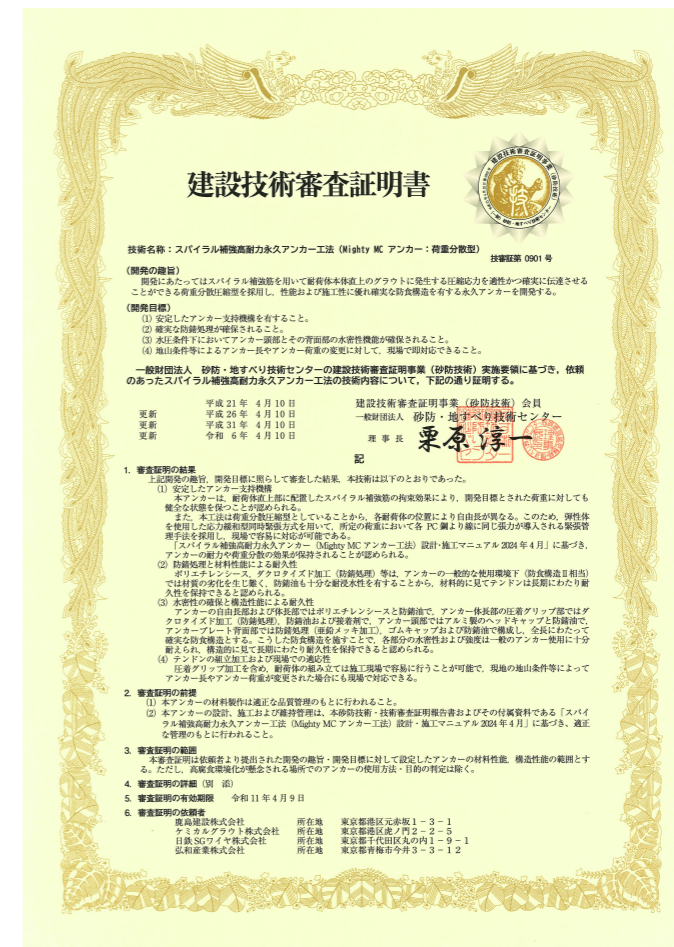 建設技術審査証明書
建設技術審査証明事業(砂防技術)
(一財)砂防・地すべり技術センター
技術名称:スパイラル補強高耐力永久アンカー工法(Mighty MC アンカー:荷重分散型)
技審証第 0901 号
(開発の趣旨)
開発にあたってはスパイラル補強筋を用いて耐荷体本体直上のグラウトに発生する圧縮応力を適性かつ確実に伝達させる
ことができる荷重分散圧縮型を採用し,性能および施工性に優れ確実な防食構造を有する永久アンカーを開発する。
(開発目標)
(1) 安定したアンカー支持機構を有すること。
(2) 確実な防錆処理が確保されること。
(3) 水圧条件下においてアンカー頭部とその背面部の水密性機能が確保されること。
(4) 地山条件等によるアンカー長やアンカー荷重の変更に対して,現場で即対応できること。
一般財団法人 砂防・地すべり技術センターの建設技術審査証明事業(砂防技術)実施要領に基づき,依頼
のあったスパイラル補強高耐力永久アンカー工法の技術内容について,下記の通り証明する。
平成 21 年 4 月 10 日
更新 平成 26 年 4 月 10 日
更新 平成 31 年 4 月 10 日
更新 令和 6 年 4 月 10 日
建設技術審査証明事業(砂防技術)会員
一般財団法人 砂防・地すべり技術センター
理 事 長 栗原 淳一
記
1. 審査証明の結果
上記開発の趣旨,開発目標に照らして審査した結果,本技術は以下のとおりであった。
(1) 安定したアンカー支持機構
本アンカーは,耐荷体直上部に配置したスパイラル補強筋の拘束効果により,開発目標とされた荷重に対しても
健全な状態を保つことが認められる。
また,本工法は荷重分散圧縮型としていることから,各耐荷体の位置により自由長が異なる。このため,弾性体
を使用した応力緩和型同時緊張方式を用いて,所定の荷重において各 PC 鋼より線に同じ張力が導入される緊張管
理手法を採用し,現場で容易に対応が可能である。
「スパイラル補強高耐力永久アンカー(Mighty MC アンカー工法)設計・施工マニュアル 2024 年 4 月」に基づき,
アンカーの耐力や荷重分散の効果が保持されることが認められる。
(2) 防錆処理と材料性能による耐久性
ポリエチレンシース,ダクロタイズド加工(防錆処理)等は,アンカーの一般的な使用環境下(防食構造Ⅱ相当)
では材質の劣化を生じ難く,防錆油も十分な耐浸水性を有することから,材料的に見てテンドンは長期にわたり耐
久性を保持できると認められる。
(3) 水密性の確保と構造性能による耐久性
アンカーの自由長部および体長部ではポリエチレンシースと防錆油で,アンカー体長部の圧着グリップ部ではダ
クロタイズド加工(防錆処理),防錆油および接着剤で,アンカー頭部ではアルミ製のヘッドキャップと防錆油で,
アンカープレート背面部では防錆処理(亜鉛メッキ加工),ゴムキャップおよび防錆油で構成し,全長にわたって
確実な防食構造とする。こうした防食構造を施すことで,各部分の水密性および強度は一般のアンカー使用に十分
耐えられ,構造的に見て長期にわたり耐久性を保持できると認められる。
(4) テンドンの組立加工および現場での適応性
圧着グリップ加工を含め,耐荷体の組み立ては施工現場で容易に行うことが可能で,現地の地山条件等によって
アンカー長やアンカー荷重が変更された場合にも現場で対応できる。
2. 審査証明の前提
(1) 本アンカーの材料製作は適正な品質管理のもとに行われること。
(2) 本アンカーの設計、施工および維持管理は、本砂防技術・技術審査証明報告書およびその付属資料である「スパイ
ラル補強高耐力永久アンカー工法(Mighty MC アンカー工法)設計・施工マニュアル 2024 年 4 月」に基づき、適正
な管理のもとに行われること。
3. 審査証明の範囲
本審査証明は依頼者より提出された開発の趣旨・開発目標に対して設定したアンカーの材料性能,構造性能の範囲とす
る。ただし,高腐食環境化が懸念される場所でのアンカーの使用方法・目的の判定は除く。
4. 審査証明の詳細(別 添)
5. 審査証明の有効期限 令和 11 年 4 月 9 日
6. 審査証明の依頼者
鹿島建設株式会社 所在地 東京都港区元赤坂1-3-1
ケミカルグラウト株式会社 所在地 東京都港区虎ノ門2-2-5
日鉄SGワイヤ株式会社 所在地 東京都千代田区丸の内1-9-1
弘和産業株式会社 所在地 東京都青梅市今井3-3-12